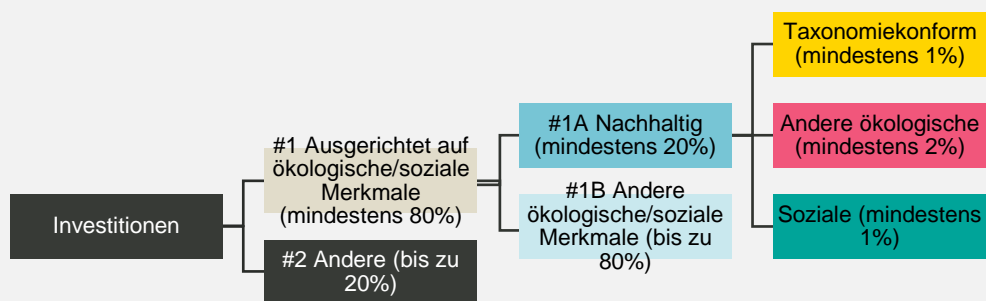 Investitionen
#1 Ausgerichtet auf
ökologische/soziale
Merkmale
(mindestens 80%)
#2 Andere (bis zu
20%)
#1A Nachhaltig
(mindestens 20%)
#1B Andere
ökologische/soziale
Merkmale (bis zu
80%)
Taxonomiekonform
(mindestens 1%)
Andere ökologische
(mindestens 2%)
Soziale (mindestens
1%)